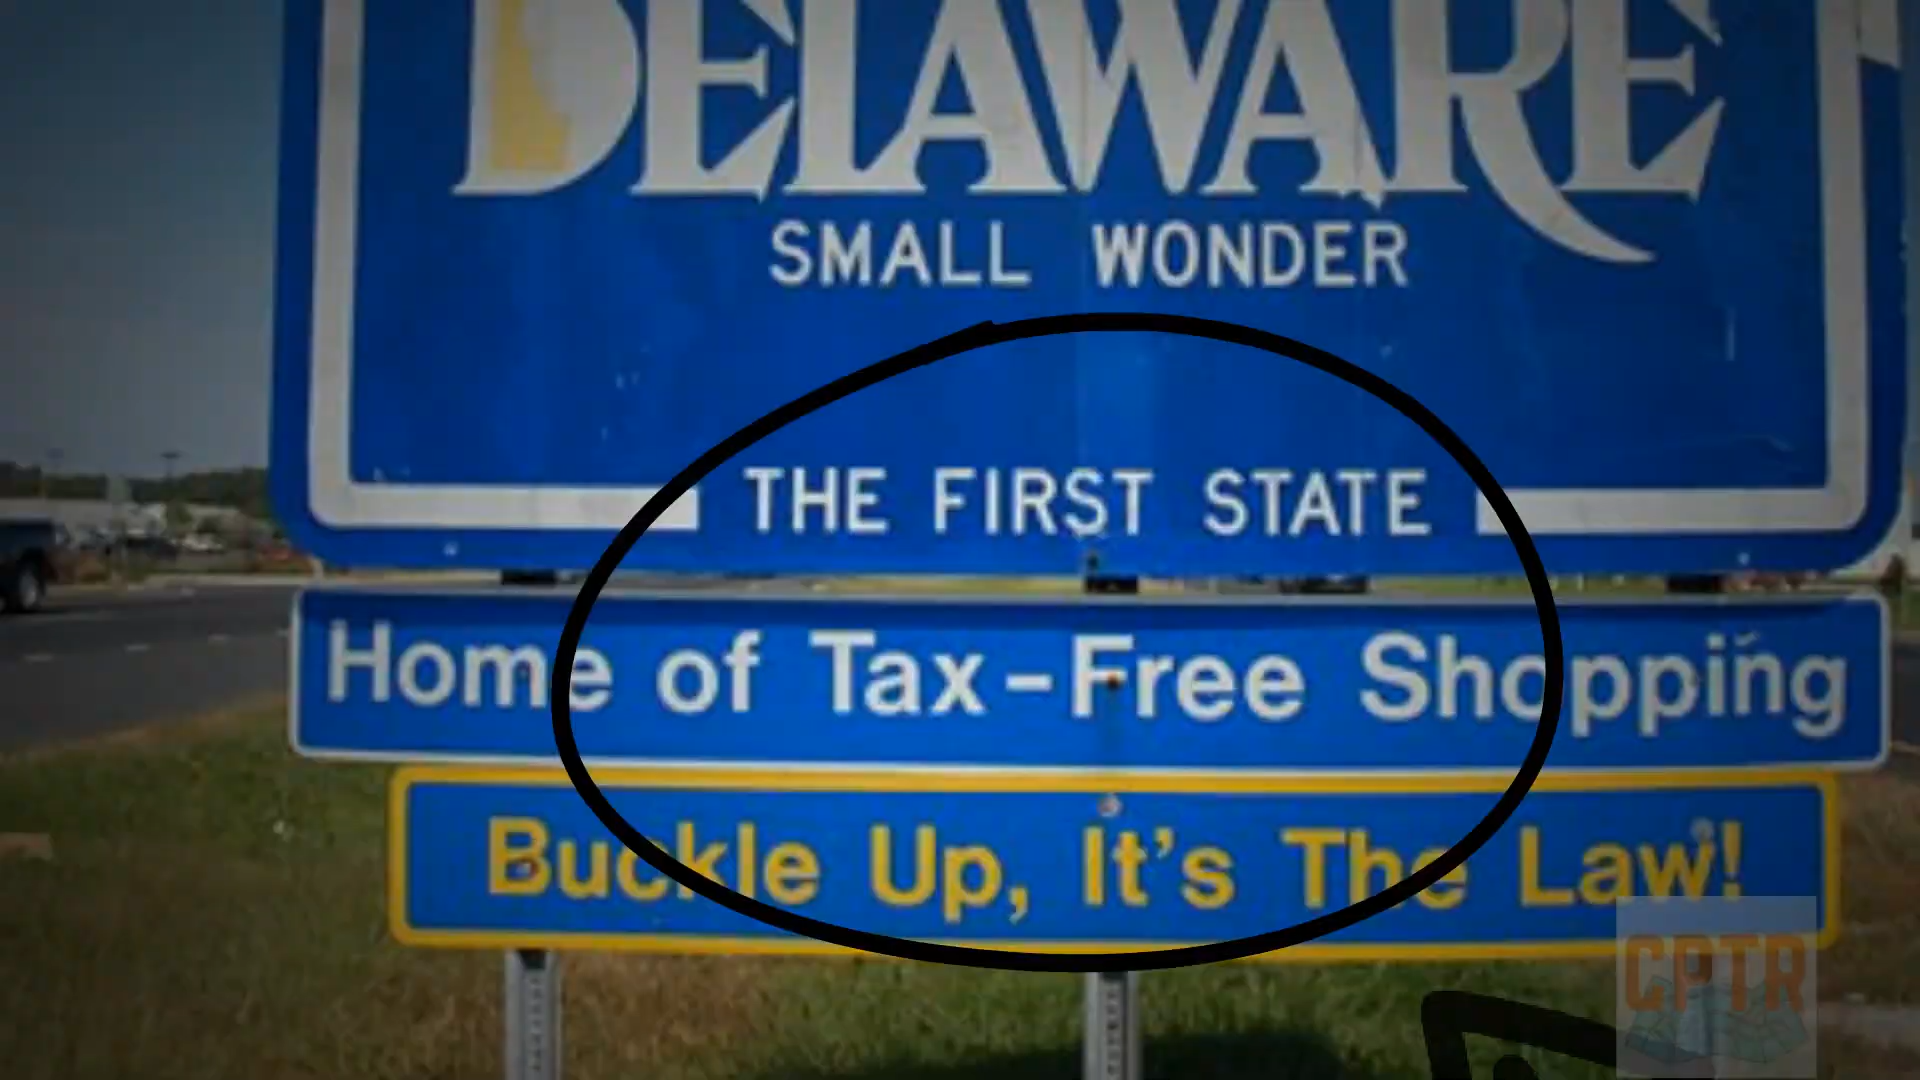 DELAWARE
SMALL WONDER
THE FIRST STATE
Home of Tax-Free Shopping
Buckle Up, It's The Law!
CPTR